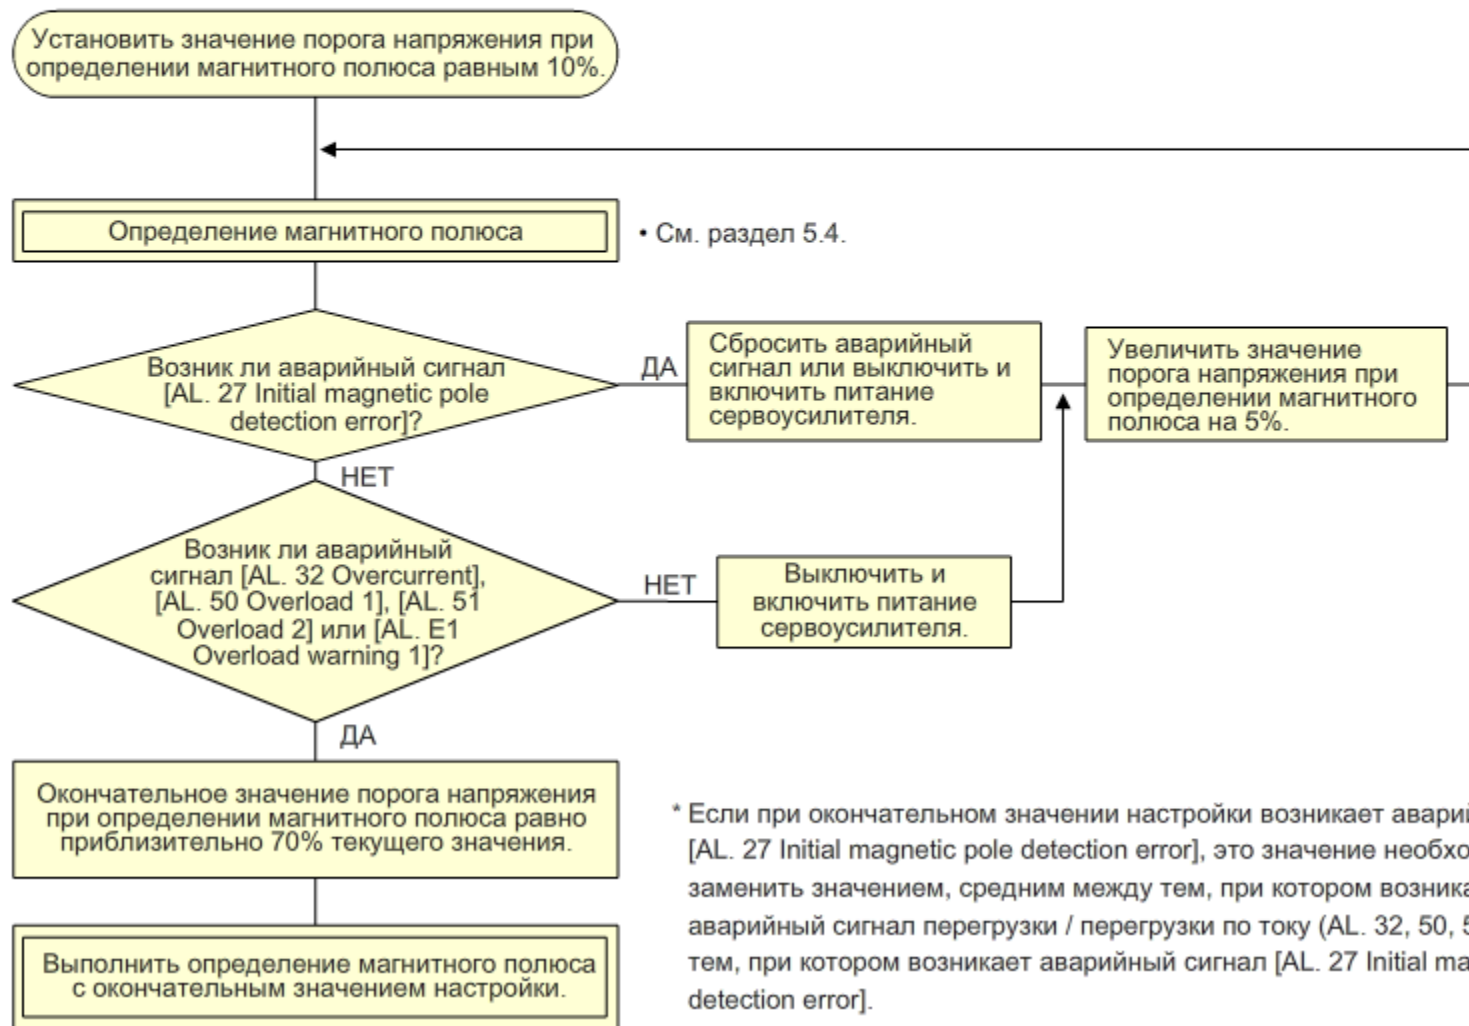 Установить значение порога напряжения при
определении магнитного полюса равным 10%.
Определение магнитного полюса
• См. раздел 5.4.
Возник ли аварийный сигнал
[AL. 27 Initial magnetic pole
detection error]?
ДА
Сбросить аварийный
сигнал или выключить и
включить питание
сервоусилителя.
Увеличить значение
порога напряжения при
определении магнитного
полюса на 5%.
НЕТ
Возник ли аварийный
сигнал [AL. 32 Overcurrent],
[AL. 50 Overload 1], [AL. 51
Overload 2] или [AL. E1
Overload warning 1]?
НЕТ
Выключить и
включить питание
сервоусилителя.
ДА
Окончательное значение порога напряжения
при определении магнитного полюса равно
приблизительно 70% текущего значения.
Выполнить определение магнитного полюса
с окончательным значением настройки.
* Если при окончательном значении настройки возникает
[AL. 27 Initial magnetic pole detection error], это значение
заменить значением, средним между тем, при котором
аварийный сигнал перегрузки / перегрузки по току (AL. 32, 50,
тем, при котором возникает аварийный сигнал [AL. 27 Initial
detection error].